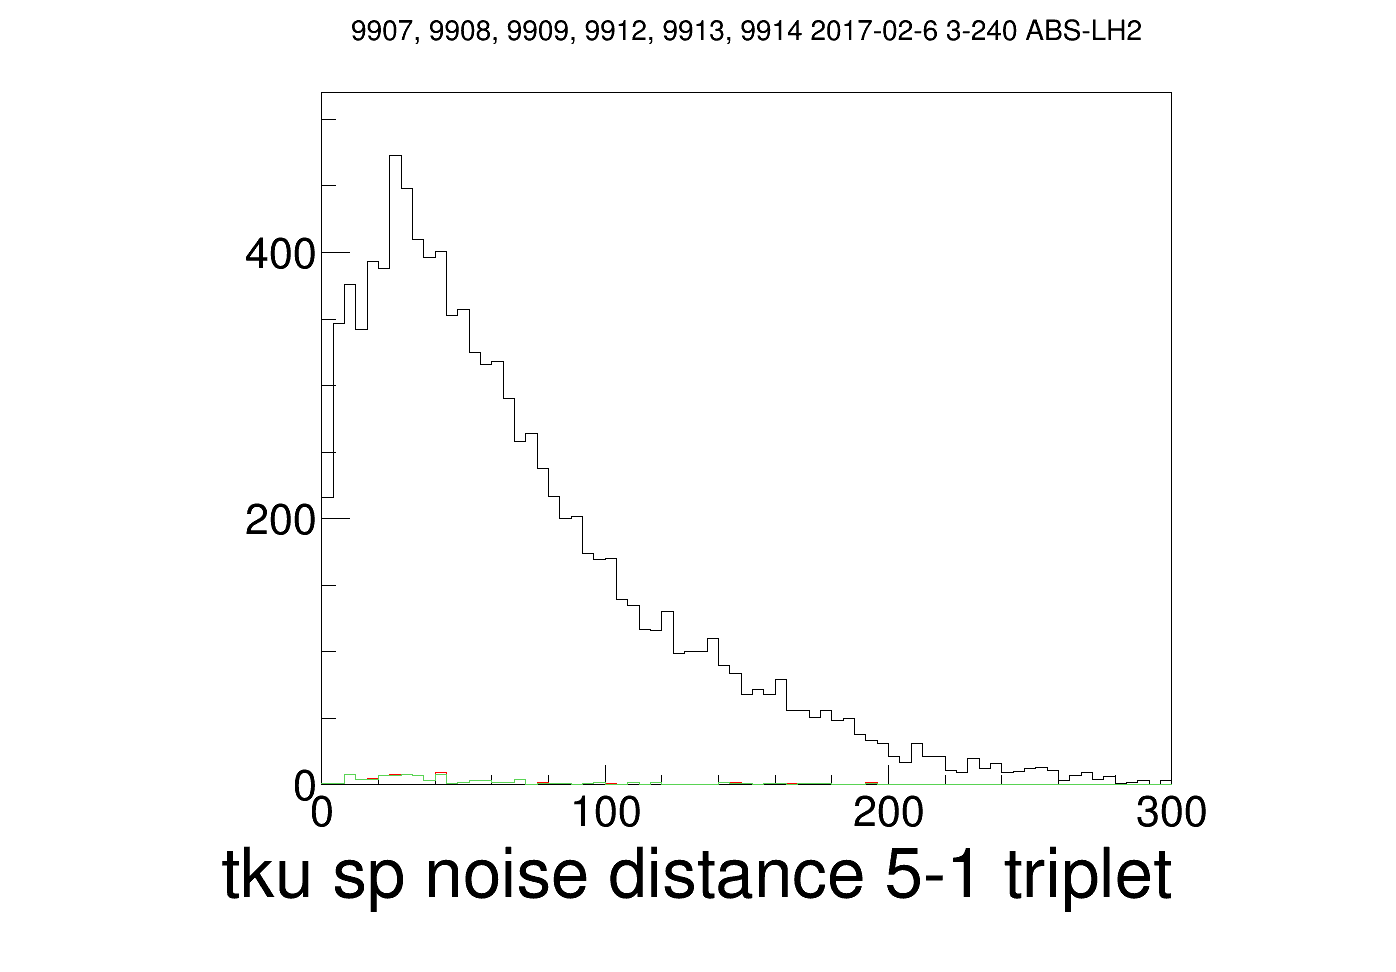 9907, 9908, 9909, 9912, 9913, 9914 2017-02-6 3-240 ABS-LH2
400
200
0
0 100 200 300
tku sp noise distance 5-1 triplet